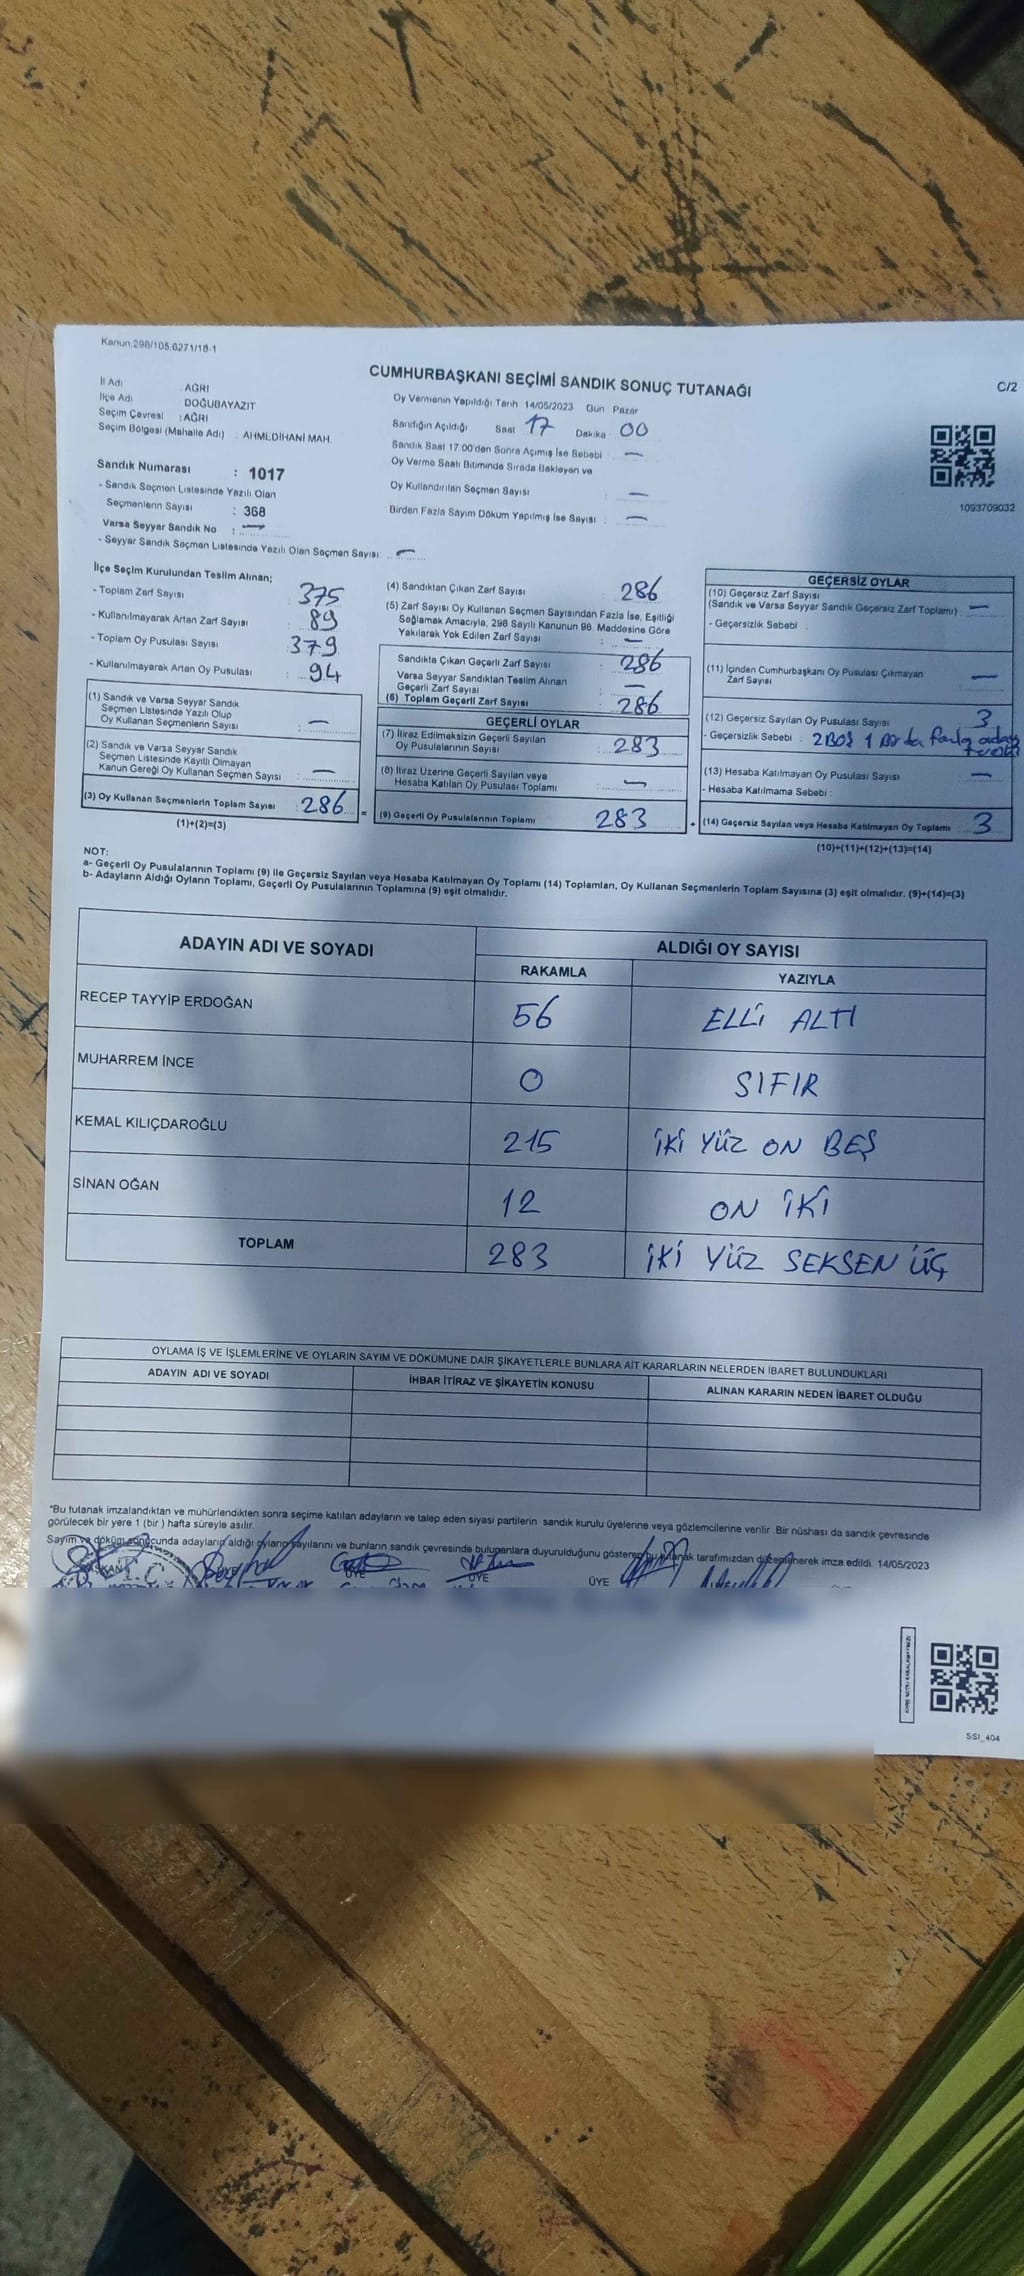 Kanun;298/105,6271/18-1
CUMHURBAŞKANI SEÇİMİ SANDIK SONUÇ TUTANAĞI
C/2
İl Adı : AĞRI
İlçe Adı : DOĞUBAYAZIT
Seçim Çevresi : AĞRI
Seçim Bölgesi (Mahalle Adı) : AHMEDİHANİ MAH.
Sandık Numarası : 1017
- Sandık Seçmen Listesinde Yazılı Olan
Seçmenlerin Sayısı : 368
Varsa Seyyar Sandık No : —
- Seyyar Sandık Seçmen Listesinde Yazılı Olan Seçmen Sayısı : —
Oy Vermenin Yapıldığı Tarih 14/05/2023 Gün Pazar
Sandığın Açıldığı Saat 17 Dakika 00
Sandık Saat 17.00'den Sonra Açımış İse Sebebi : —
Oy Verme Saati Bitiminde Sırada Bekleyen ve
Oy Kullandırılan Seçmen Sayısı : —
Birden Fazla Sayım Döküm Yapılmış İse Sayısı : —
1093709032
İlçe Seçim Kurulundan Teslim Alınan;
- Toplam Zarf Sayısı : 375
- Kullanılmayarak Artan Zarf Sayısı : 89
- Toplam Oy Pusulası Sayısı : 379
- Kullanılmayarak Artan Oy Pusulası : 94
(1) Sandık ve Varsa Seyyar Sandık
Seçmen Listesinde Yazılı Olup
Oy Kullanan Seçmenlerin Sayısı : —
(2) Sandık ve Varsa Seyyar Sandık
Seçmen Listesinde Kayıtlı Olmayan
Kanun Gereği Oy Kullanan Seçmen Sayısı : —
(3) Oy Kullanan Seçmenlerin Toplam Sayısı : 286 =
(1)+(2)=(3)
(4) Sandıktan Çıkan Zarf Sayısı : 286
(5) Zarf Sayısı Oy Kullanan Seçmen Sayısından Fazla İse, Eşitliği
Sağlamak Amacıyla, 298 Sayılı Kanunun 98. Maddesine Göre
Yakılarak Yok Edilen Zarf Sayısı : —
Sandıkta Çıkan Geçerli Zarf Sayısı : 286
Varsa Seyyar Sandıktan Teslim Alınan
Geçerli Zarf Sayısı : —
(6) Toplam Geçerli Zarf Sayısı : 286
GEÇERLİ OYLAR
(7) İtiraz Edilmeksizin Geçerli Sayılan
Oy Pusulalarının Sayısı : 283
(8) İtiraz Üzerine Geçerli Sayılan veya
Hesaba Katılan Oy Pusulası Toplamı : —
(9) Geçerli Oy Pusulalarının Toplamı : 283 +
GEÇERSİZ OYLAR
(10) Geçersiz Zarf Sayısı
(Sandık ve Varsa Seyyar Sandık Geçersiz Zarf Toplamı) : —
- Geçersizlik Sebebi :
(11) İçinden Cumhurbaşkanı Oy Pusulası Çıkmayan
Zarf Sayısı : —
(12) Geçersiz Sayılan Oy Pusulası Sayısı : 3
- Geçersizlik Sebebi : 2 BOŞ 1 Birden fazla aday
(13) Hesaba Katılmayan Oy Pusulası Sayısı : —
- Hesaba Katılmama Sebebi :
(14) Geçersiz Sayılan veya Hesaba Katılmayan Oy Toplamı : 3
(10)+(11)+(12)+(13)=(14)
NOT:
a- Geçerli Oy Pusulalarının Toplamı (9) ile Geçersiz Sayılan veya Hesaba Katılmayan Oy Toplamı (14) Toplamları, Oy Kullanan Seçmenlerin Toplam Sayısına (3) eşit olmalıdır. (9)+(14)=(3)
b- Adayların Aldığı Oyların Toplamı, Geçerli Oy Pusulalarının Toplamına (9) eşit olmalıdır.
ADAYIN ADI VE SOYADI
ALDIĞI OY SAYISI
RAKAMLA YAZIYLA
RECEP TAYYİP ERDOĞAN 56 ELLİ ALTI
MUHARREM İNCE 0 SIFIR
KEMAL KILIÇDAROĞLU 215 İKİ YÜZ ON BEŞ
SİNAN OĞAN 12 ON İKİ
TOPLAM 283 İKİ YÜZ SEKSEN ÜÇ
OYLAMA İŞ VE İŞLEMLERİNE VE OYLARIN SAYIM VE DÖKÜMÜNE DAİR ŞİKAYETLERLE BUNLARA AİT KARARLARIN NELERDEN İBARET BULUNDUKLARI
ADAYIN ADI VE SOYADI İHBAR İTİRAZ VE ŞİKAYETİN KONUSU ALINAN KARARIN NEDEN İBARET OLDUĞU
*Bu tutanak imzalandıktan ve mühürlendikten sonra seçime katılan adayların ve talep eden siyasi partilerin sandık kurulu üyelerine veya gözlemcilerine verilir. Bir nüshası da sandık çevresinde
görülecek bir yere 1 (bir ) hafta süreyle asılır.
Sayım ve döküm sonucunda adayların aldığı oyların sayılarını ve bunların sandık çevresinde bulunanlara duyurulduğunu gösteren bu tutanak tarafımızdan düzenlenerek imza edildi. 14/05/2023
BAŞKAN ÜYE ÜYE ÜYE
SSI_404